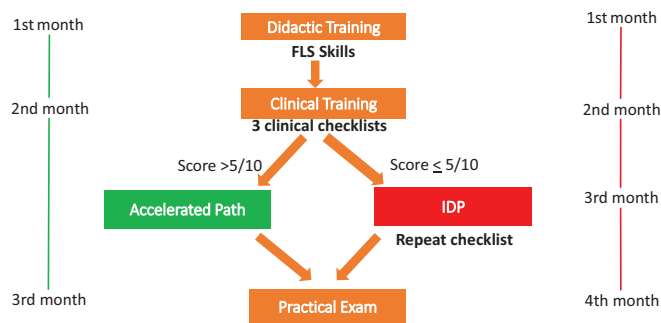 1st month
Didactic Training
1st month
FLS Skills
2nd month
Clinical Training
2nd month
3 clinical checklists
Score >5/10
Score ≤ 5/10
Accelerated Path
IDP
3rd month
Repeat checklist
3rd month
Practical Exam
4th month